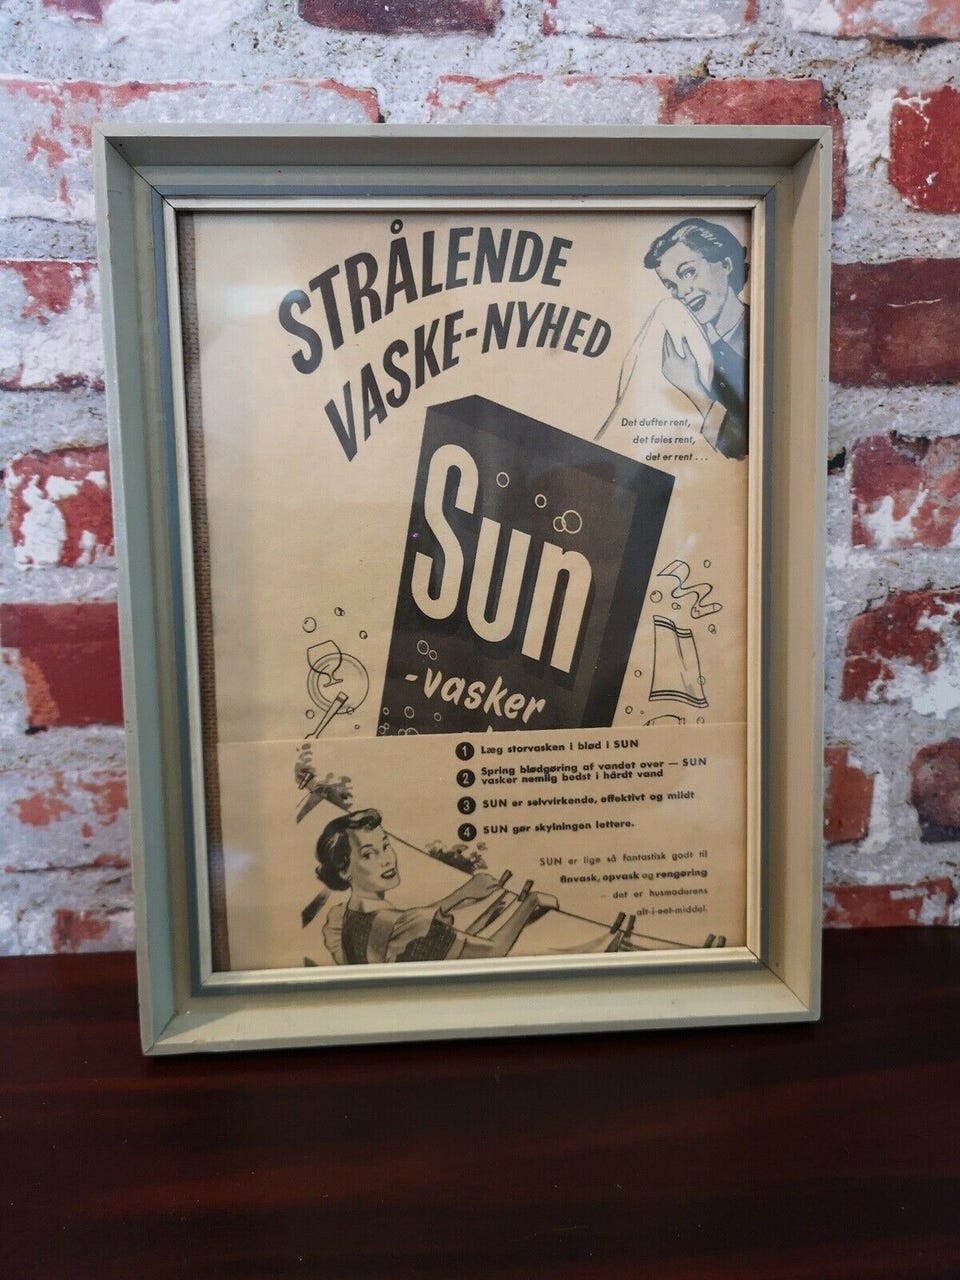 STRÅLENDE
VASKE-NYHED
Det dufter rent,
det føles rent,
det er rent...
Sun
-vasker
1 Læg storvasken i blød i SUN
2 Spring blødgøring af vandet over — SUN
vasker nemlig bedst i hårdt vand
3 SUN er selvvirkende, effektivt og mildt
4 SUN gør skylningen lettere.
SUN er lige så fantastisk godt til
finvask, opvask og rengøring
— det er husmoderens
alt-i-eet-middel.